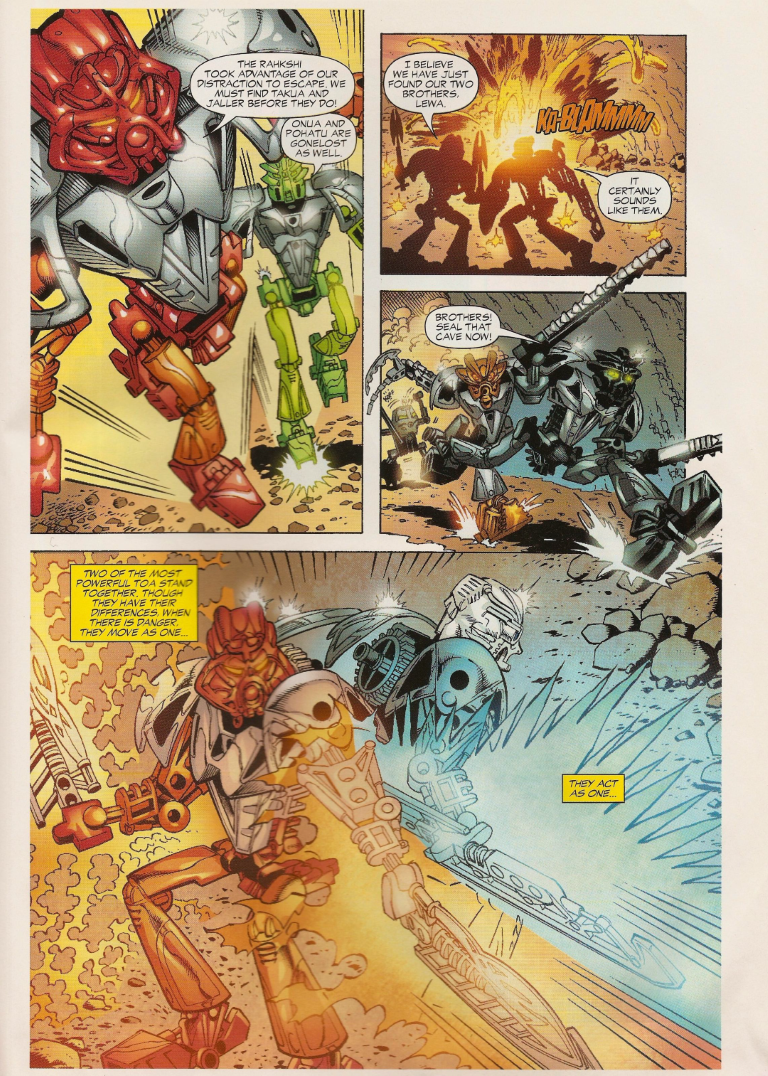 THE RAHKSHI
TOOK ADVANTAGE OF OUR
DISTRACTION TO ESCAPE. WE
MUST FIND TAKUA AND
JALLER BEFORE THEY DO!
ONUA AND
POHATU ARE
GONELOST
AS WELL.
I BELIEVE
WE HAVE JUST
FOUND OUR TWO
BROTHERS,
LEWA.
KA-BLAMMMM
IT
CERTAINLY
SOUNDS
LIKE THEM.
BROTHERS!
SEAL THAT
CAVE NOW!
TWO OF THE MOST
POWERFUL TOA STAND
TOGETHER. THOUGH
THEY HAVE THEIR
DIFFERENCES, WHEN
THERE IS DANGER,
THEY MOVE AS ONE...
THEY ACT
AS ONE...